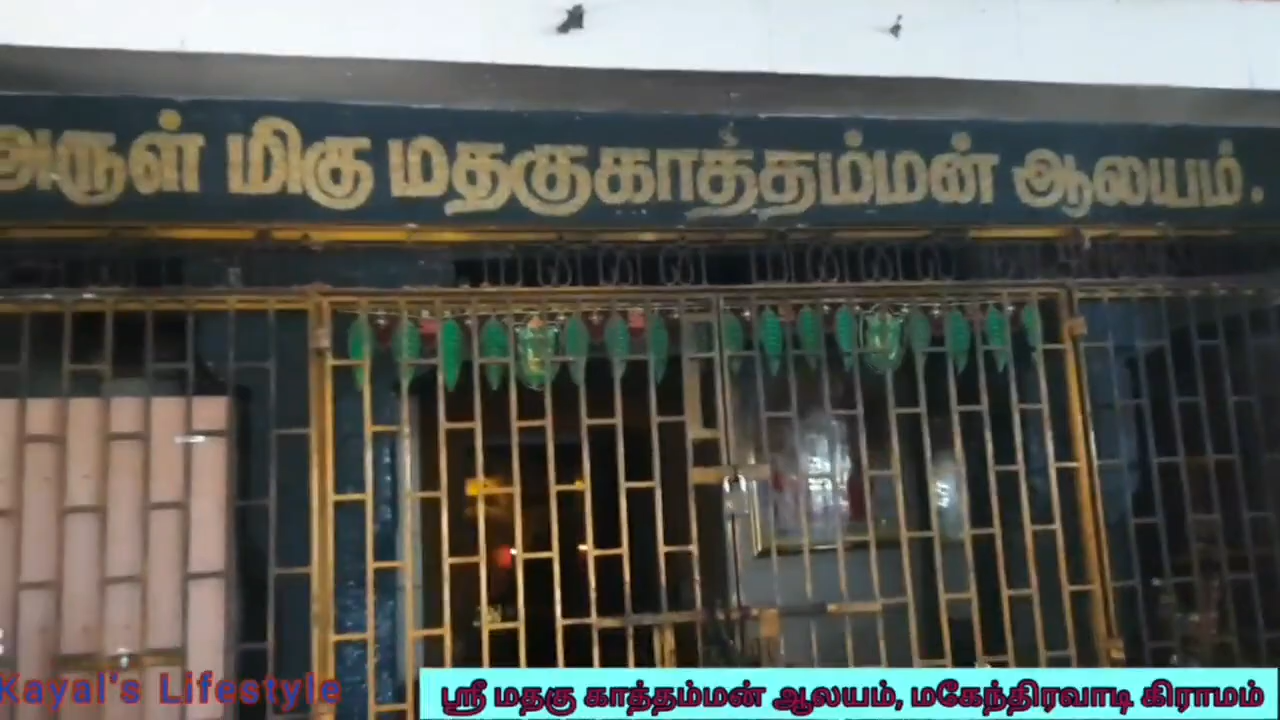 அருள் மிகு மதகுகாத்தம்மன் ஆலயம்.
Kayal's Lifestyle
ஸ்ரீ மதகு காத்தம்மன் ஆலயம், மகேந்திரவாடி கிராமம்